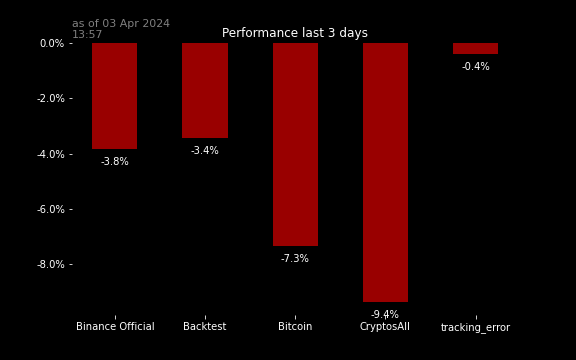 as of 03 Apr 2024
13:57
Performance last 3 days
0.0%
-2.0%
-4.0%
-6.0%
-8.0%
-3.8%
-3.4%
-7.3%
-9.4%
-0.4%
Binance Official
Backtest
Bitcoin
CryptosAll
tracking_error